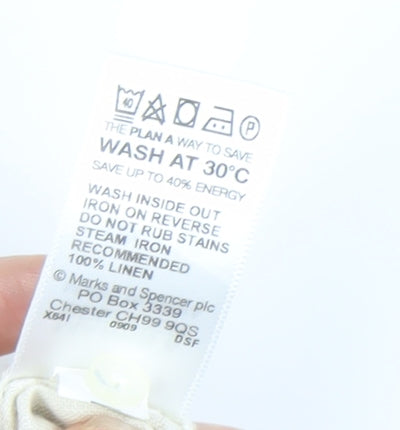 40 P
THE PLAN A WAY TO SAVE
WASH AT 30°C
SAVE UP TO 40% ENERGY
WASH INSIDE OUT
IRON ON REVERSE
DO NOT RUB STAINS
STEAM IRON
RECOMMENDED
100% LINEN
© Marks and Spencer plc
PO Box 3339
Chester CH99 9QS
X641 0909 DSF